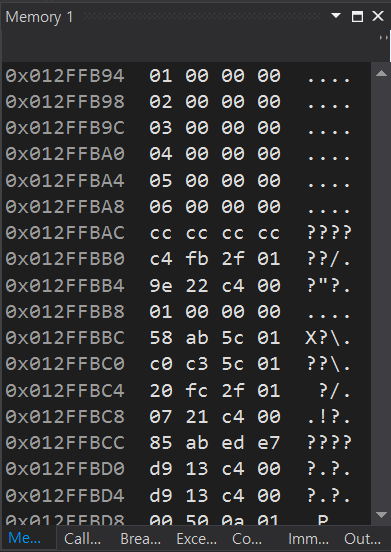 Memory 1
"
0x012FFB94 01 00 00 00 ....
0x012FFB98 02 00 00 00 ....
0x012FFB9C 03 00 00 00 ....
0x012FFBA0 04 00 00 00 ....
0x012FFBA4 05 00 00 00 ....
0x012FFBA8 06 00 00 00 ....
0x012FFBAC cc cc cc cc ????
0x012FFBB0 c4 fb 2f 01 ??/.
0x012FFBB4 9e 22 c4 00 ?"?.
0x012FFBB8 01 00 00 00 ....
0x012FFBBC 58 ab 5c 01 X?\.
0x012FFBC0 c0 c3 5c 01 ??\.
0x012FFBC4 20 fc 2f 01  ?/.
0x012FFBC8 07 21 c4 00 .!?.
0x012FFBCC 85 ab ed e7 ????
0x012FFBD0 d9 13 c4 00 ?.?.
0x012FFBD4 d9 13 c4 00 ?.?.
0x012FFBD8 00 50 0a 01 .P..
Me... Call... Brea... Exce... Co... Imm... Out...